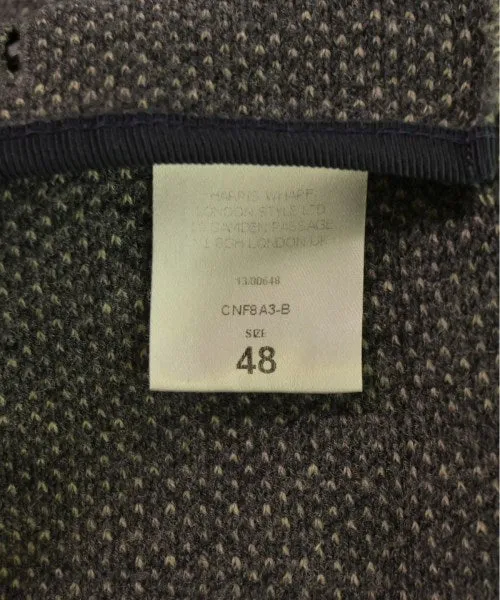 HARRIS WHARF
LONDON STYLE LTD
CAMDEN PASSAGE
LONDON UK
CNF8A3-B
SIZE
48